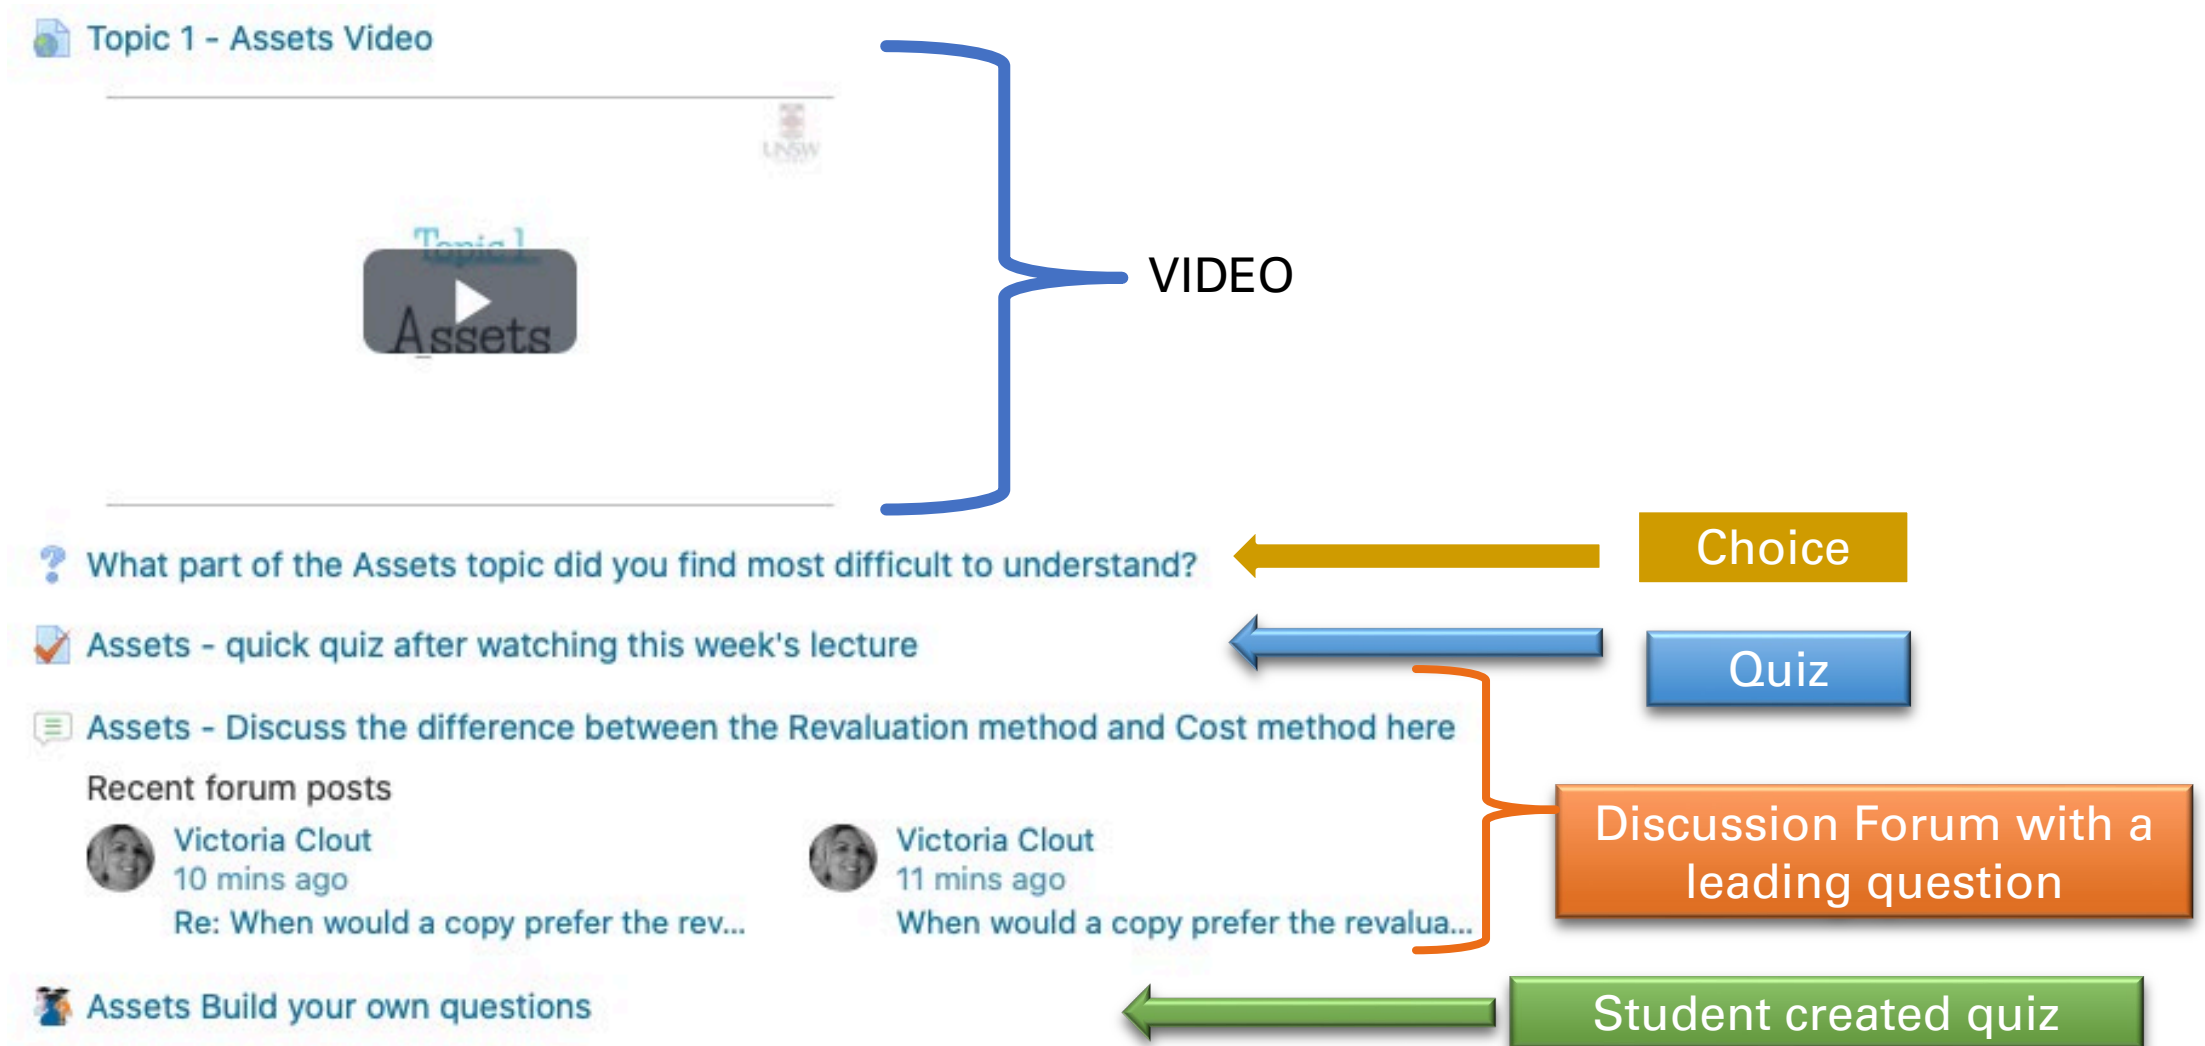 Topic 1 - Assets Video
UNSW
Topic 1
Assets
VIDEO
What part of the Assets topic did you find most difficult to understand?
Choice
Assets - quick quiz after watching this week's lecture
Quiz
Assets - Discuss the difference between the Revaluation method and Cost method here
Recent forum posts
Victoria Clout
10 mins ago
Re: When would a copy prefer the rev...
Victoria Clout
11 mins ago
When would a copy prefer the revalua...
Discussion Forum with a
leading question
Assets Build your own questions
Student created quiz